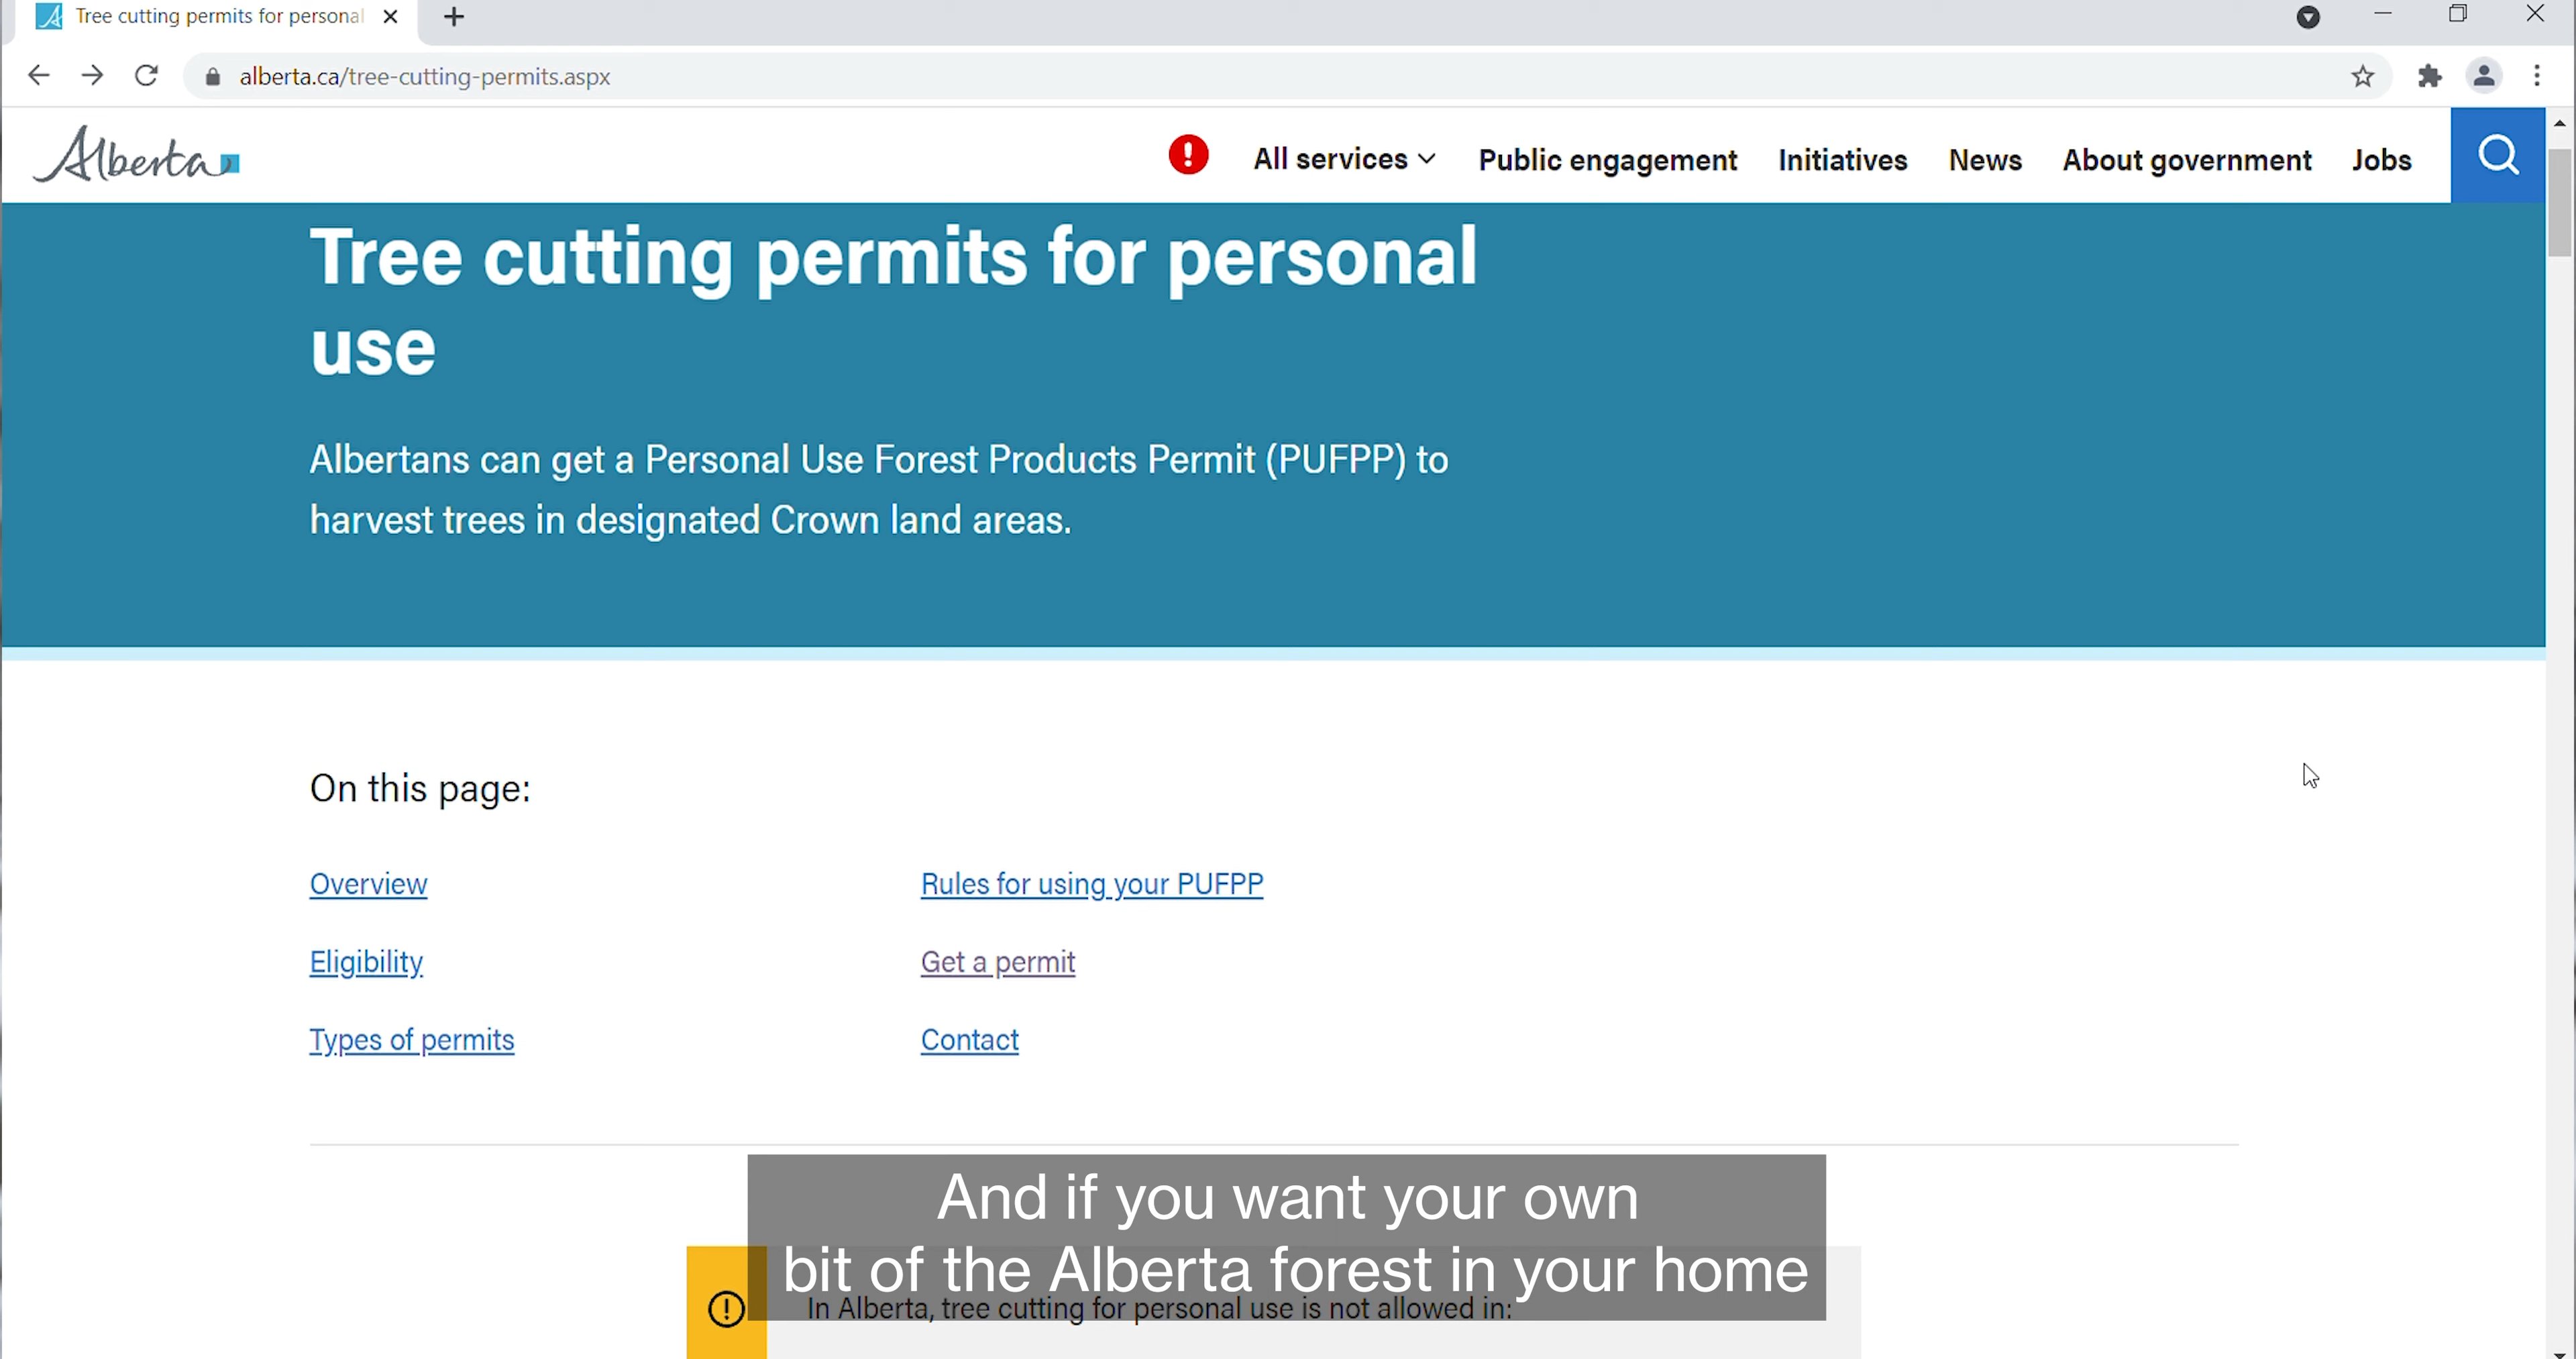 Tree cutting permits for personal
alberta.ca/tree-cutting-permits.aspx
Alberta
All services
Public engagement
Initiatives
News
About government
Jobs
Tree cutting permits for personal
use
Albertans can get a Personal Use Forest Products Permit (PUFPP) to
harvest trees in designated Crown land areas.
On this page:
Overview
Rules for using your PUFPP
Eligibility
Get a permit
Types of permits
Contact
And if you want your own
bit of the Alberta forest in your home
In Alberta, tree cutting for personal use is not allowed in: